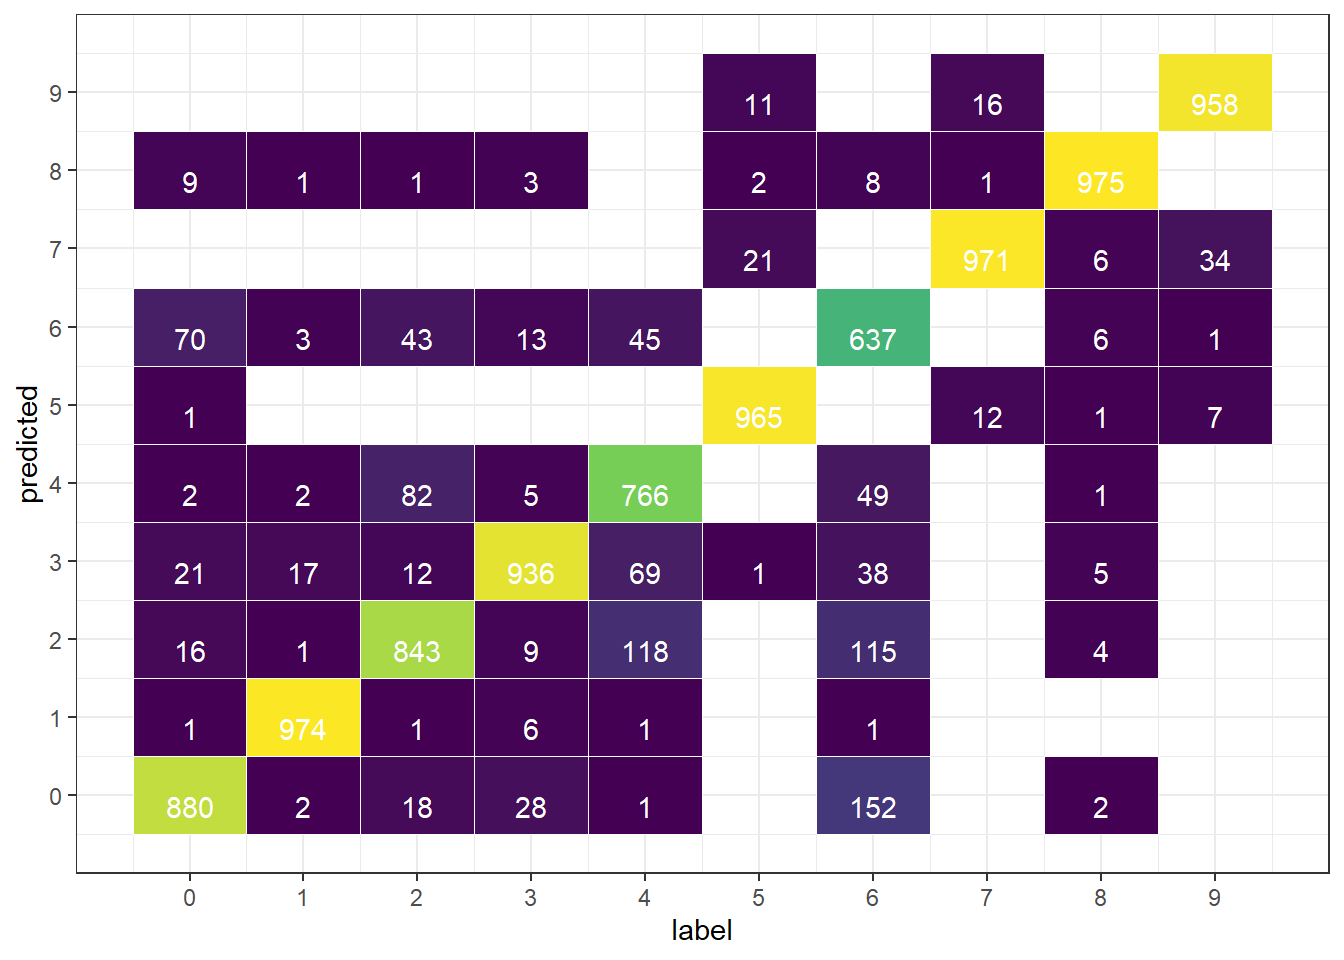 9 11 16 958
8 9 1 1 3 2 8 1 975
7 21 971 6 34
6 70 3 43 13 45 637 6 1
5 1 965 12 1 7
predicted
4 2 2 82 5 766 49 1
3 21 17 12 936 69 1 38 5
2 16 1 843 9 118 115 4
1 1 974 1 6 1 1
0 880 2 18 28 1 152 2
0 1 2 3 4 5 6 7 8 9
label